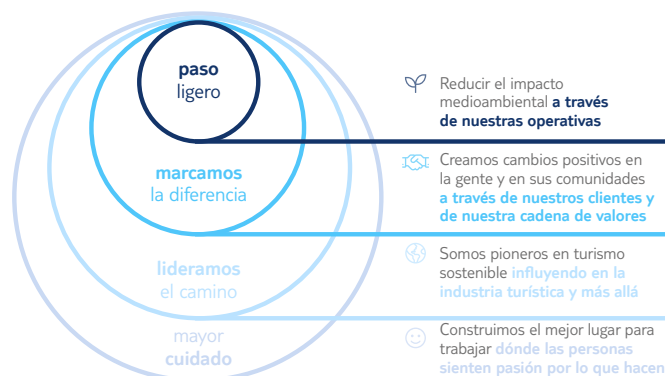 paso
ligero
Reducir el impacto
medioambiental a través
de nuestras operativas
marcamos
la diferencia
Creamos cambios positivos en
la gente y en sus comunidades
a través de nuestros clientes y
de nuestra cadena de valores
lideramos
el camino
Somos pioneros en turismo
sostenible influyendo en la
industria turística y más allá
mayor
cuidado
Construimos el mejor lugar para
trabajar dónde las personas
sienten pasión por lo que hacen